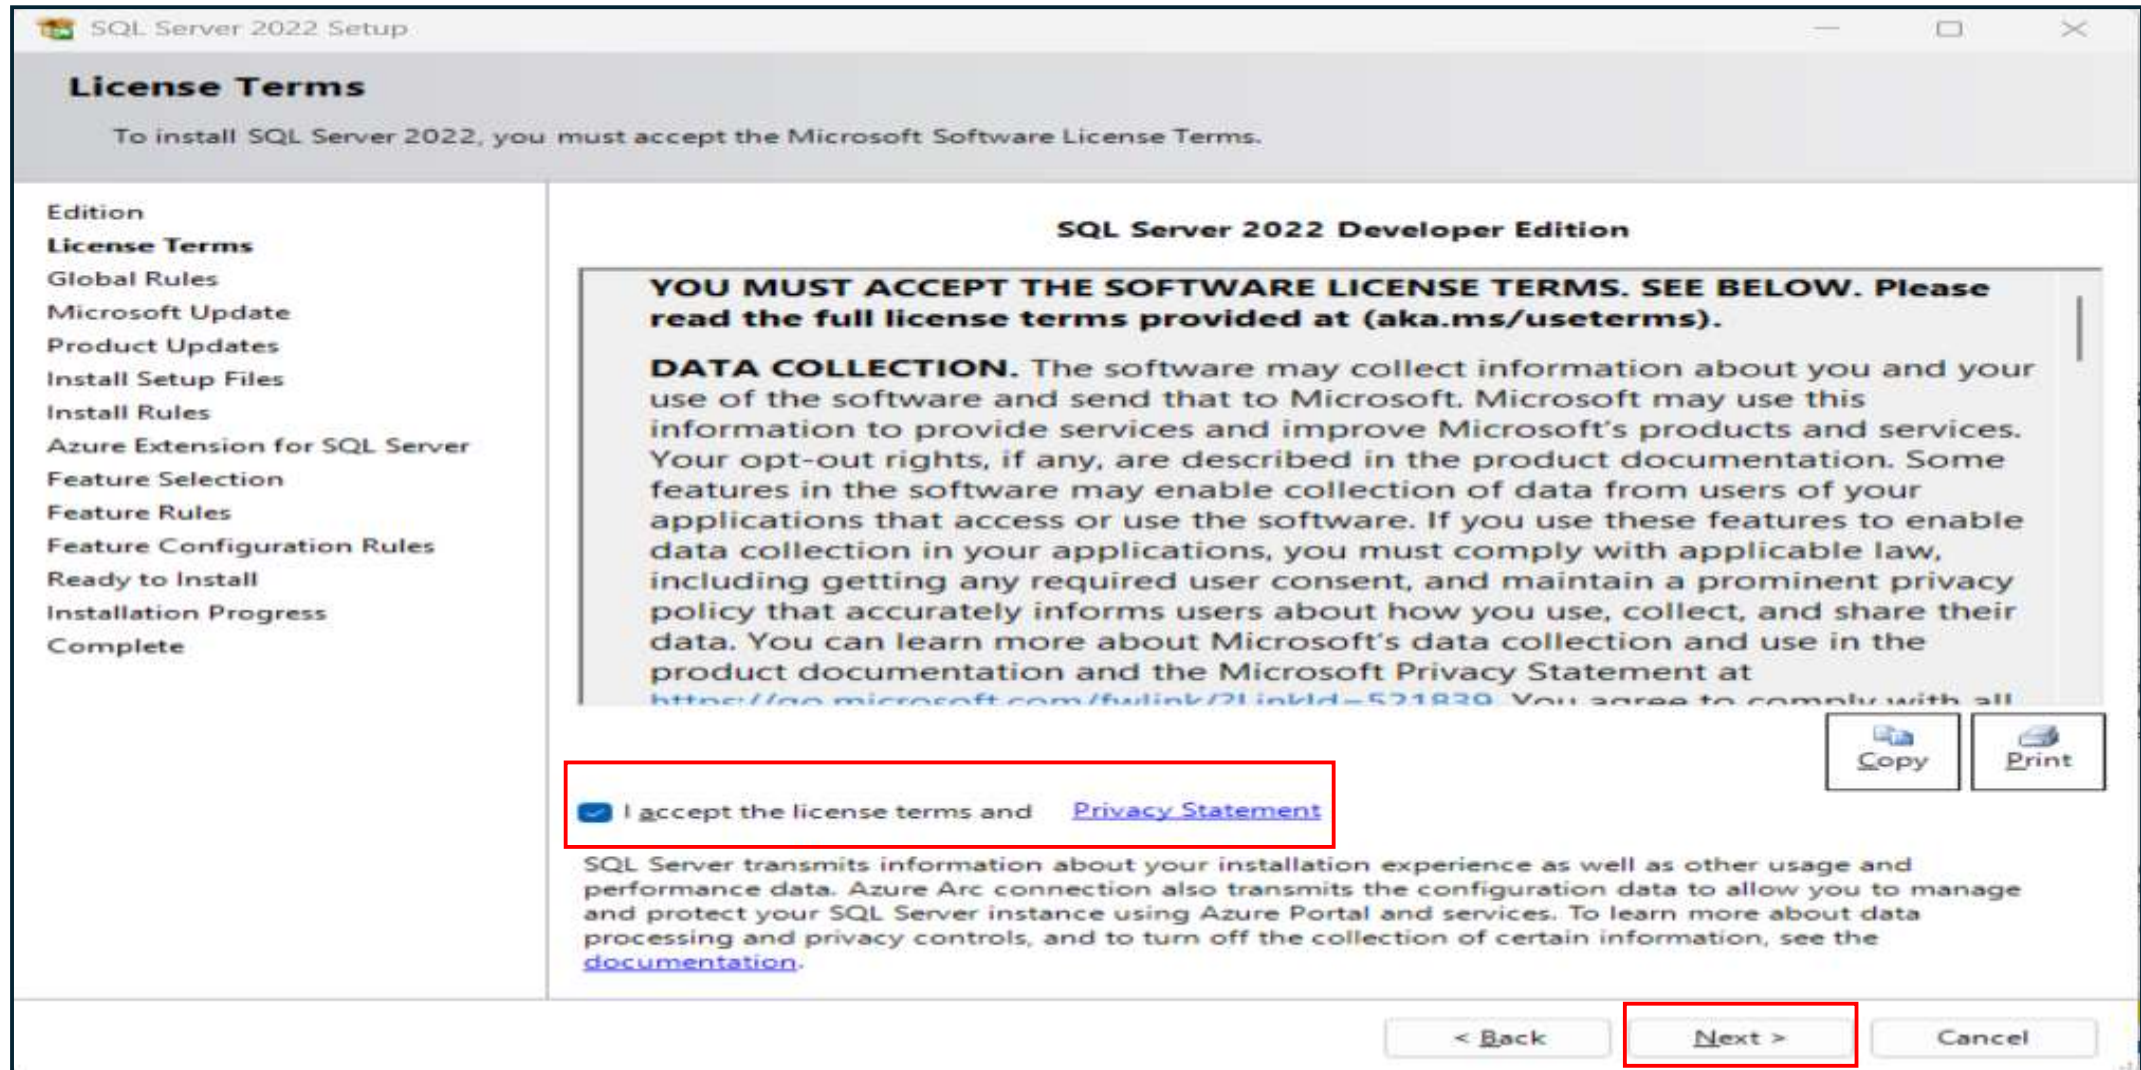 SQL Server 2022 Setup
License Terms
To install SQL Server 2022, you must accept the Microsoft Software License Terms.
Edition
License Terms
Global Rules
Microsoft Update
Product Updates
Install Setup Files
Install Rules
Azure Extension for SQL Server
Feature Selection
Feature Rules
Feature Configuration Rules
Ready to Install
Installation Progress
Complete
SQL Server 2022 Developer Edition
YOU MUST ACCEPT THE SOFTWARE LICENSE TERMS. SEE BELOW. Please
read the full license terms provided at (aka.ms/useterms).
DATA COLLECTION. The software may collect information about you and your
use of the software and send that to Microsoft. Microsoft may use this
information to provide services and improve Microsoft's products and services.
Your opt-out rights, if any, are described in the product documentation. Some
features in the software may enable collection of data from users of your
applications that access or use the software. If you use these features to enable
data collection in your applications, you must comply with applicable law,
including getting any required user consent, and maintain a prominent privacy
policy that accurately informs users about how you use, collect, and share their
data. You can learn more about Microsoft's data collection and use in the
product documentation and the Microsoft Privacy Statement at
https://go.microsoft.com/fwlink/?LinkId=521839. You agree to comply with all
Copy
Print
I accept the license terms and Privacy Statement
SQL Server transmits information about your installation experience as well as other usage and
performance data. Azure Arc connection also transmits the configuration data to allow you to manage
and protect your SQL Server instance using Azure Portal and services. To learn more about data
processing and privacy controls, and to turn off the collection of certain information, see the
documentation.
< Back
Next >
Cancel